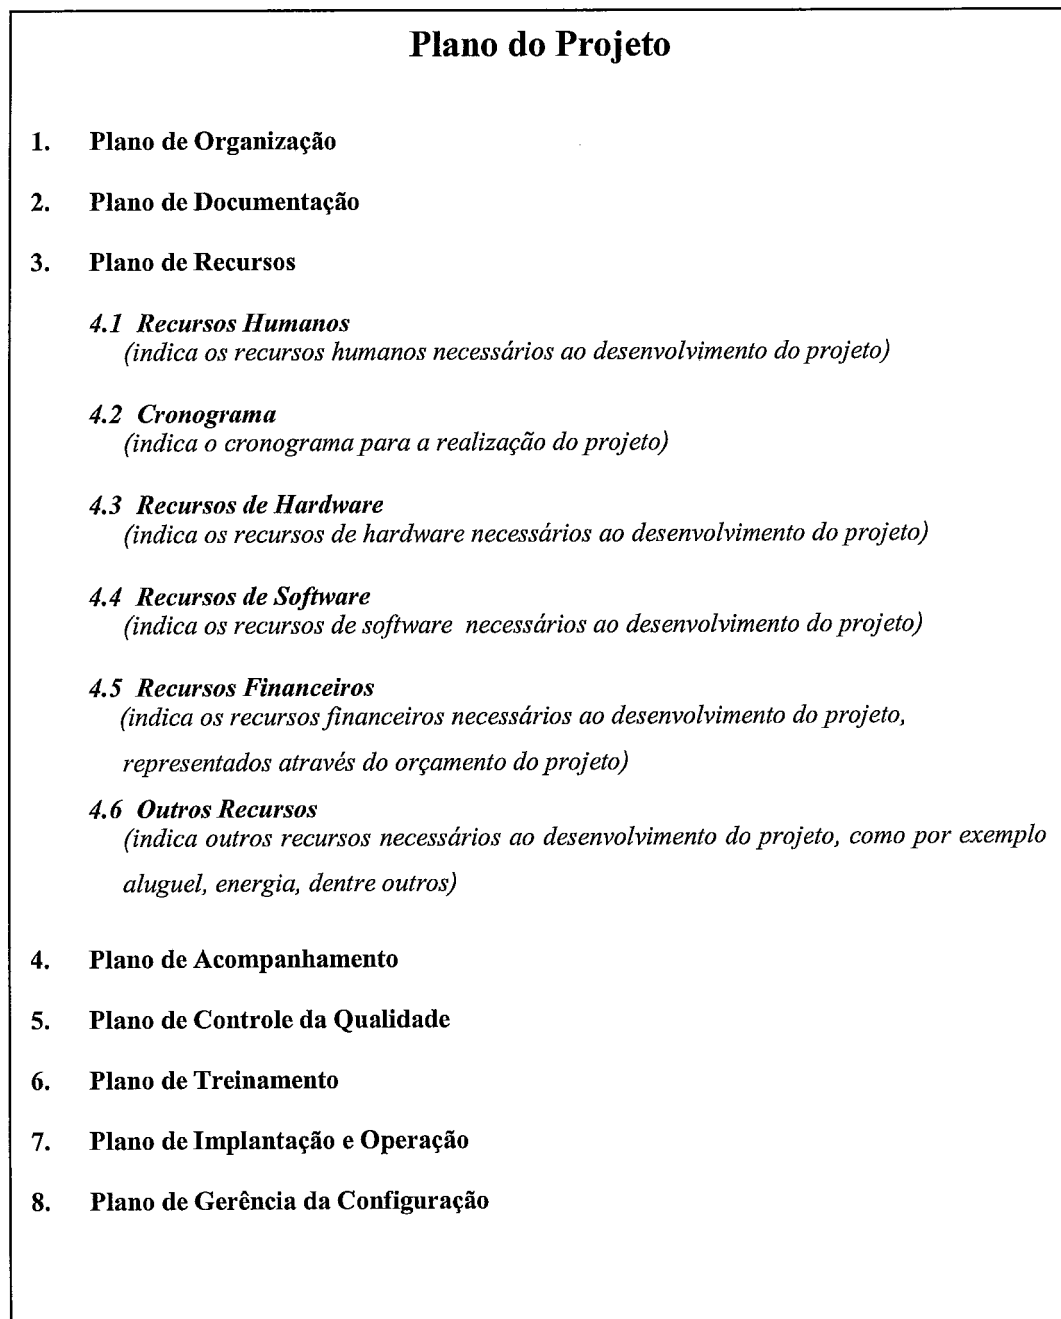 Plano do Projeto
1. Plano de Organização
2. Plano de Documentação
3. Plano de Recursos
4.1 Recursos Humanos
(indica os recursos humanos necessários ao desenvolvimento do projeto)
4.2 Cronograma
(indica o cronograma para a realização do projeto)
4.3 Recursos de Hardware
(indica os recursos de hardware necessários ao desenvolvimento do projeto)
4.4 Recursos de Software
(indica os recursos de software necessários ao desenvolvimento do projeto)
4.5 Recursos Financeiros
(indica os recursos financeiros necessários ao desenvolvimento do projeto,
representados através do orçamento do projeto)
4.6 Outros Recursos
(indica outros recursos necessários ao desenvolvimento do projeto, como por exemplo
aluguel, energia, dentre outros)
4. Plano de Acompanhamento
5. Plano de Controle da Qualidade
6. Plano de Treinamento
7. Plano de Implantação e Operação
8. Plano de Gerência da Configuração